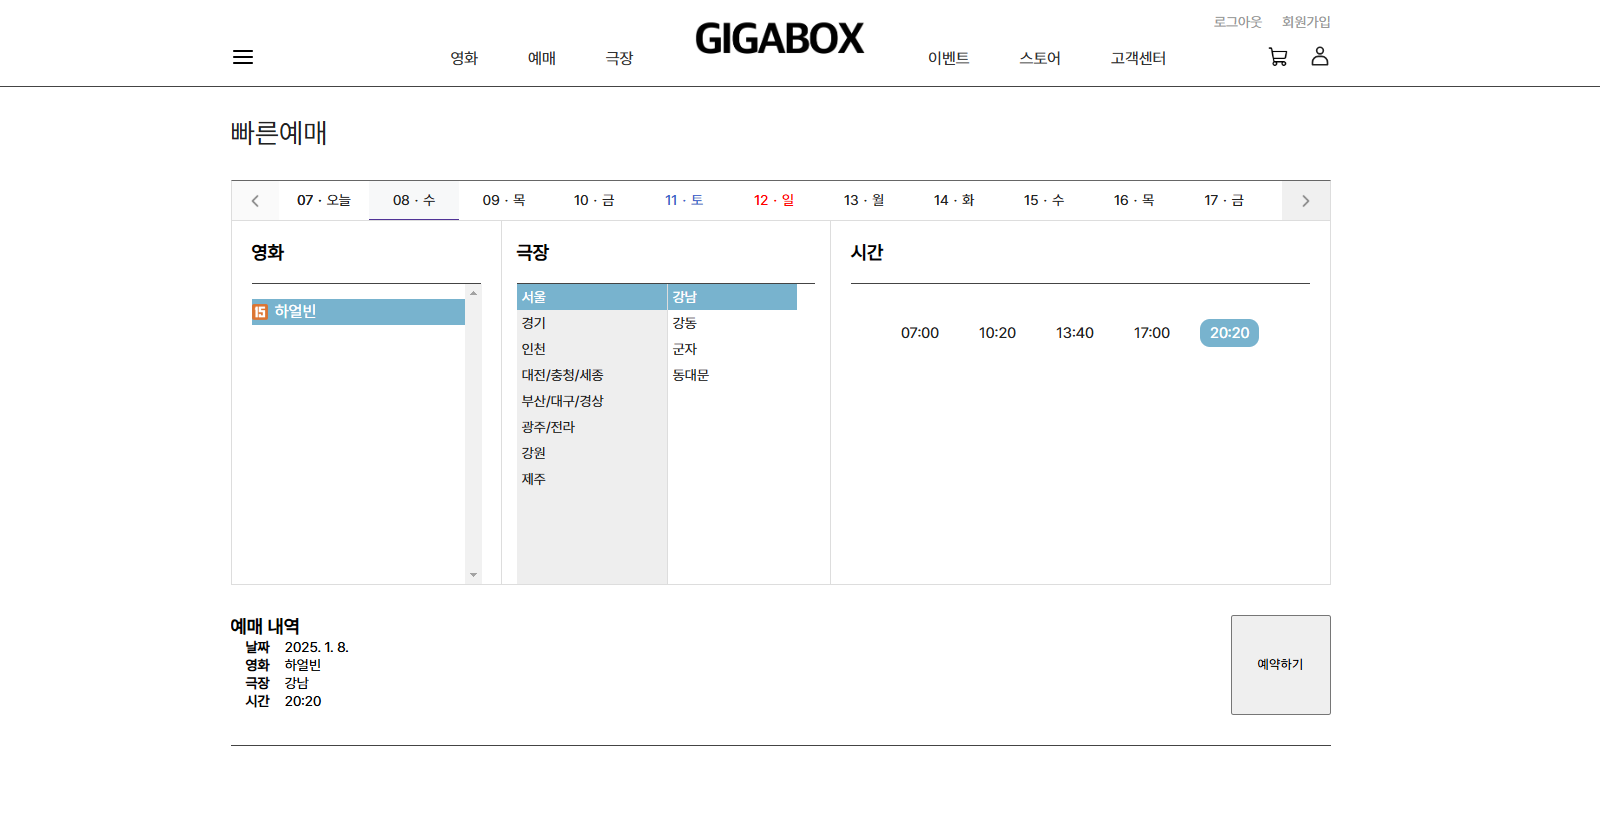 로그아웃 회원가입
영화 예매 극장 GIGABOX 이벤트 스토어 고객센터
빠른예매
07 · 오늘 08 · 수 09 · 목 10 · 금 11 · 토 12 · 일 13 · 월 14 · 화 15 · 수 16 · 목 17 · 금
영화
15 하얼빈
극장
서울
경기
인천
대전/충청/세종
부산/대구/경상
광주/전라
강원
제주
강남
강동
군자
동대문
시간
07:00 10:20 13:40 17:00 20:20
예매 내역
날짜 2025. 1. 8.
영화 하얼빈
극장 강남
시간 20:20
예약하기